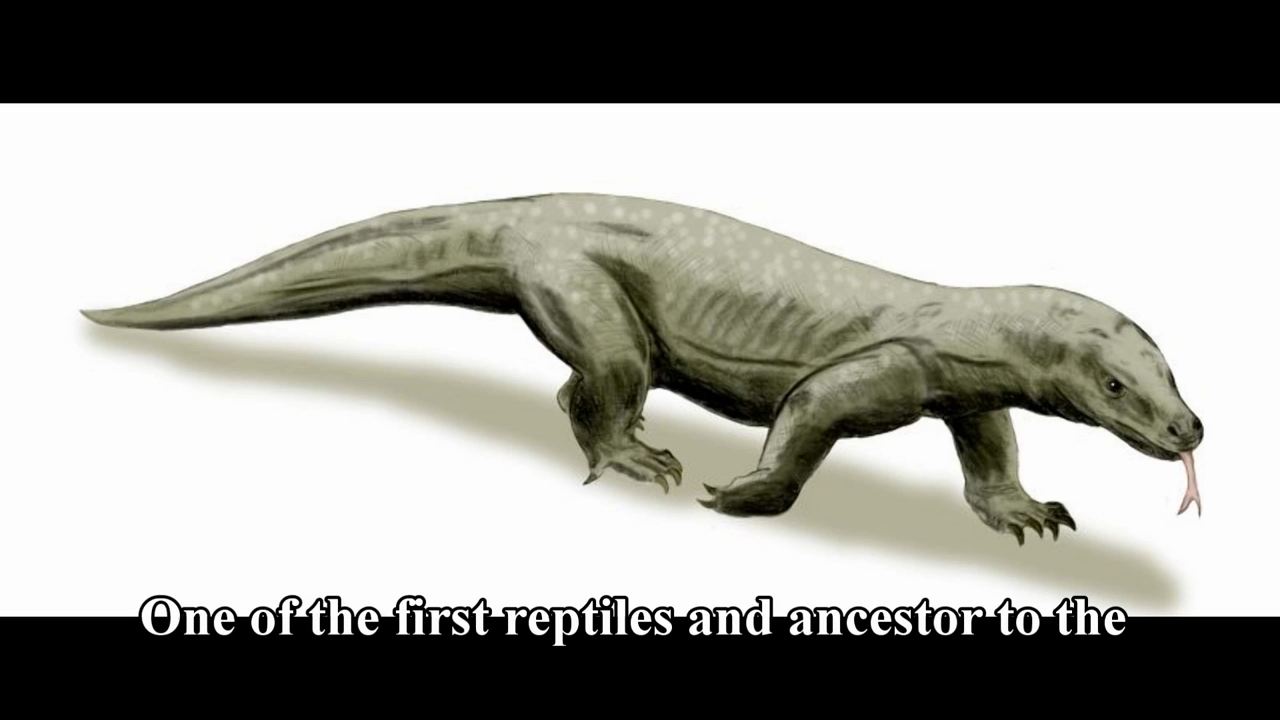 One of the first reptiles and ancestor to the